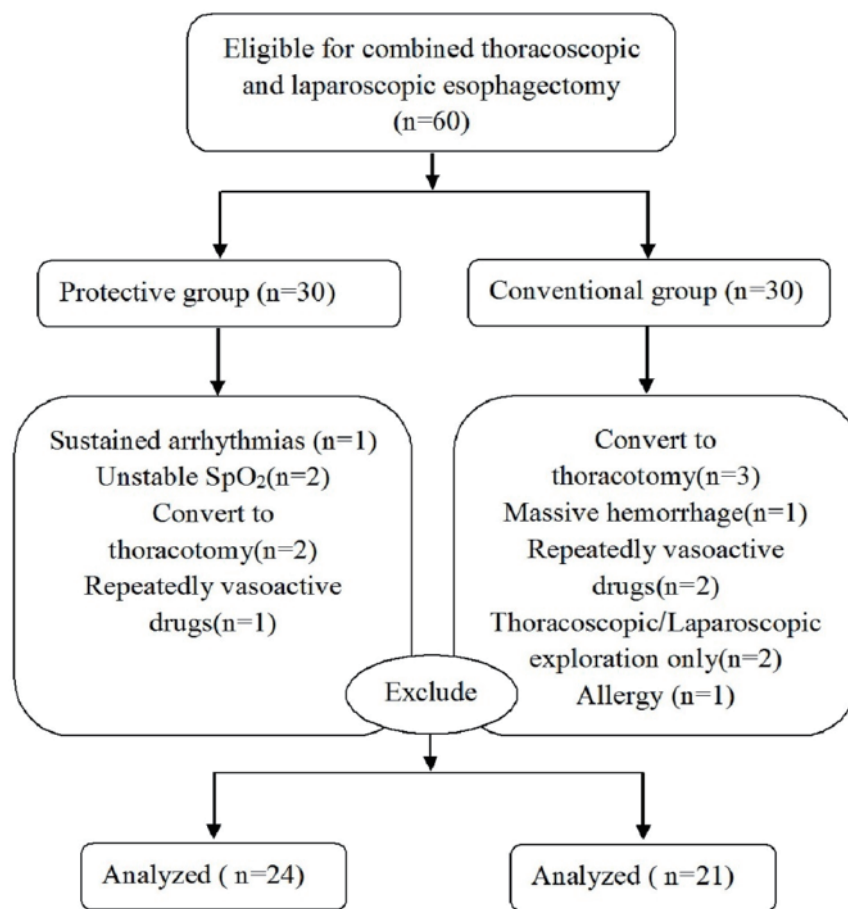 Eligible for combined thoracoscopic
and laparoscopic esophagectomy
(n=60)
Protective group (n=30)
Conventional group (n=30)
Sustained arrhythmias (n=1)
Unstable SpO₂(n=2)
Convert to
thoracotomy(n=2)
Repeatedly vasoactive
drugs(n=1)
Convert to
thoracotomy(n=3)
Massive hemorrhage(n=1)
Repeatedly vasoactive
drugs(n=2)
Thoracoscopic/Laparoscopic
exploration only(n=2)
Allergy (n=1)
Exclude
Analyzed ( n=24)
Analyzed ( n=21)